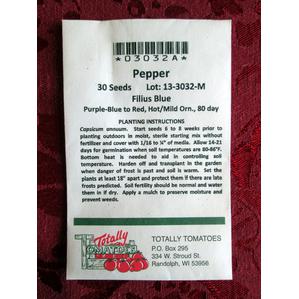 *03032A*
Pepper
30 Seeds Lot: 13-3032-M
Filius Blue
Purple-Blue to Red, Hot/Mild Orn., 80 day
PLANTING INSTRUCTIONS
Capsicum annuum. Start seeds 6 to 8 weeks prior to
planting outdoors in moist, sterile starting mix without
fertilizer and cover with 1/16 to ¼" of media. Allow 14-21
days for germination when soil temperatures are 80-86°F.
Bottom heat is needed to aid in controlling soil
temperature. Harden off and transplant in the garden
when danger of frost is past and soil is warm. Set the
plants at least 18" apart and protect them if there are late
frosts predicted. Soil fertility should be normal and water
them if in dry. Apply a mulch to preserve moisture and
prevent weeds.
Totally
TOMATOES
TOTALLY TOMATOES
P.O. Box 295
334 W. Stroud St.
Randolph, WI 53956